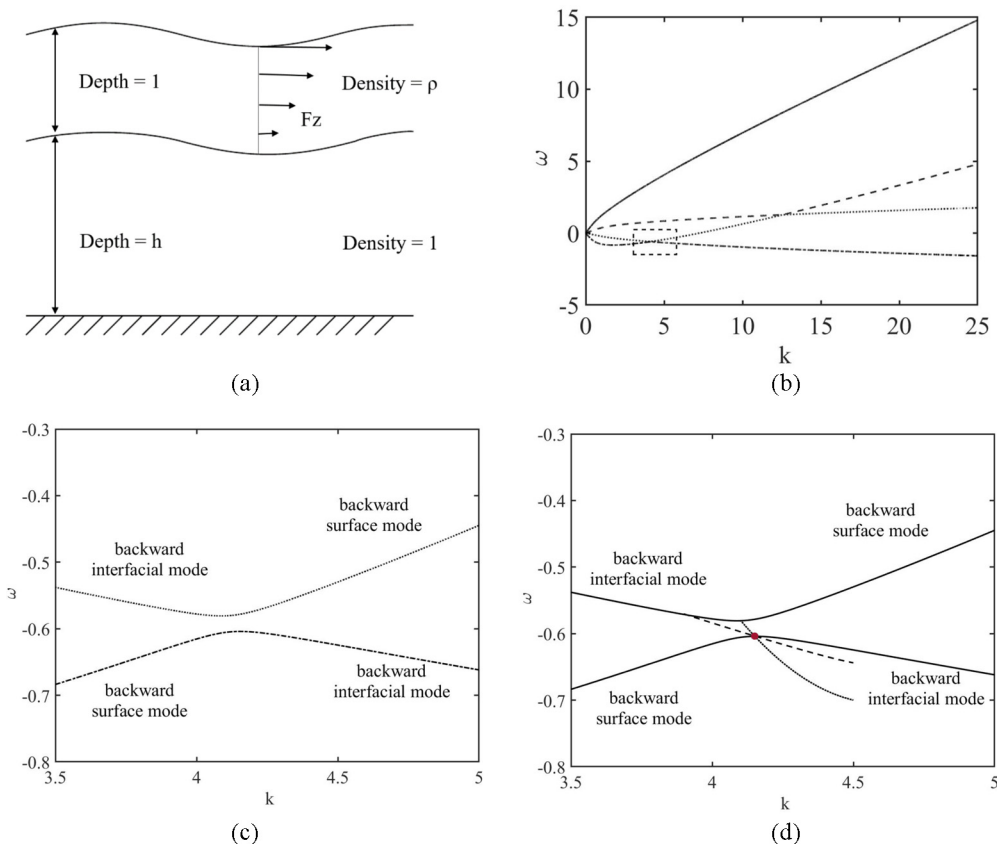 Depth = 1
Density = ρ
Fz
Depth = h
Density = 1
(a)
15
10
5
0
-5
0
5
10
15
20
25
ω
k
(b)
-0.3
-0.4
-0.5
-0.6
-0.7
-0.8
3.5
4
4.5
5
ω
k
backward
surface mode
backward
interfacial mode
backward
interfacial mode
backward
surface mode
(c)
-0.3
-0.4
-0.5
-0.6
-0.7
-0.8
3.5
4
4.5
5
ω
k
backward
surface mode
backward
interfacial mode
backward
interfacial mode
backward
surface mode
(d)